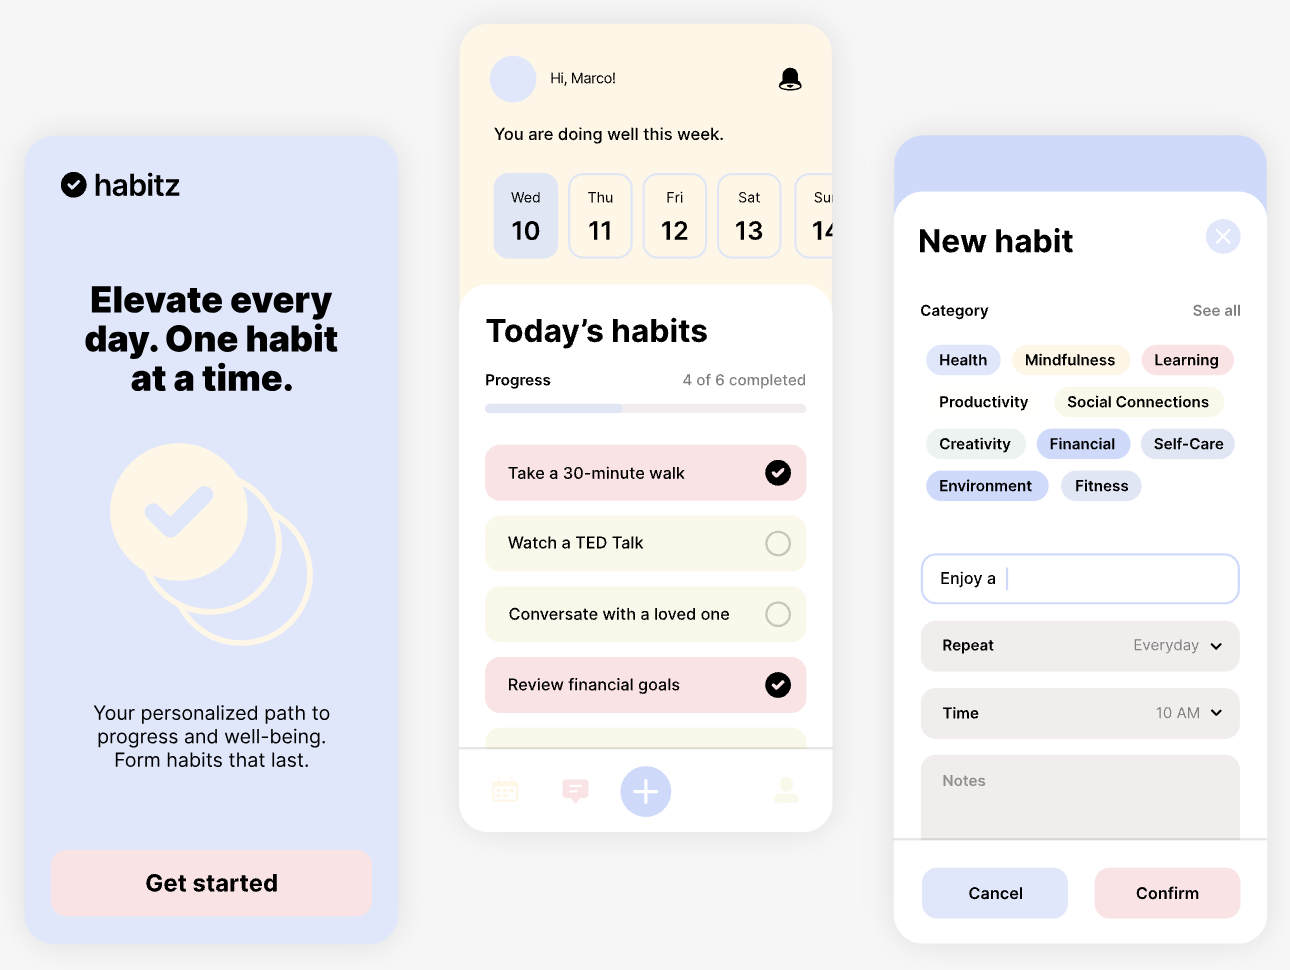 habitz
Elevate every
day. One habit
at a time.
Your personalized path to
progress and well-being.
Form habits that last.
Get started
Hi, Marco!
You are doing well this week.
Wed
10
Thu
11
Fri
12
Sat
13
Su
14
Today’s habits
Progress
4 of 6 completed
Take a 30-minute walk
Watch a TED Talk
Conversate with a loved one
Review financial goals
New habit
Category
See all
Health
Mindfulness
Learning
Productivity
Social Connections
Creativity
Financial
Self-Care
Environment
Fitness
Enjoy a
Repeat
Everyday
Time
10 AM
Notes
Cancel
Confirm